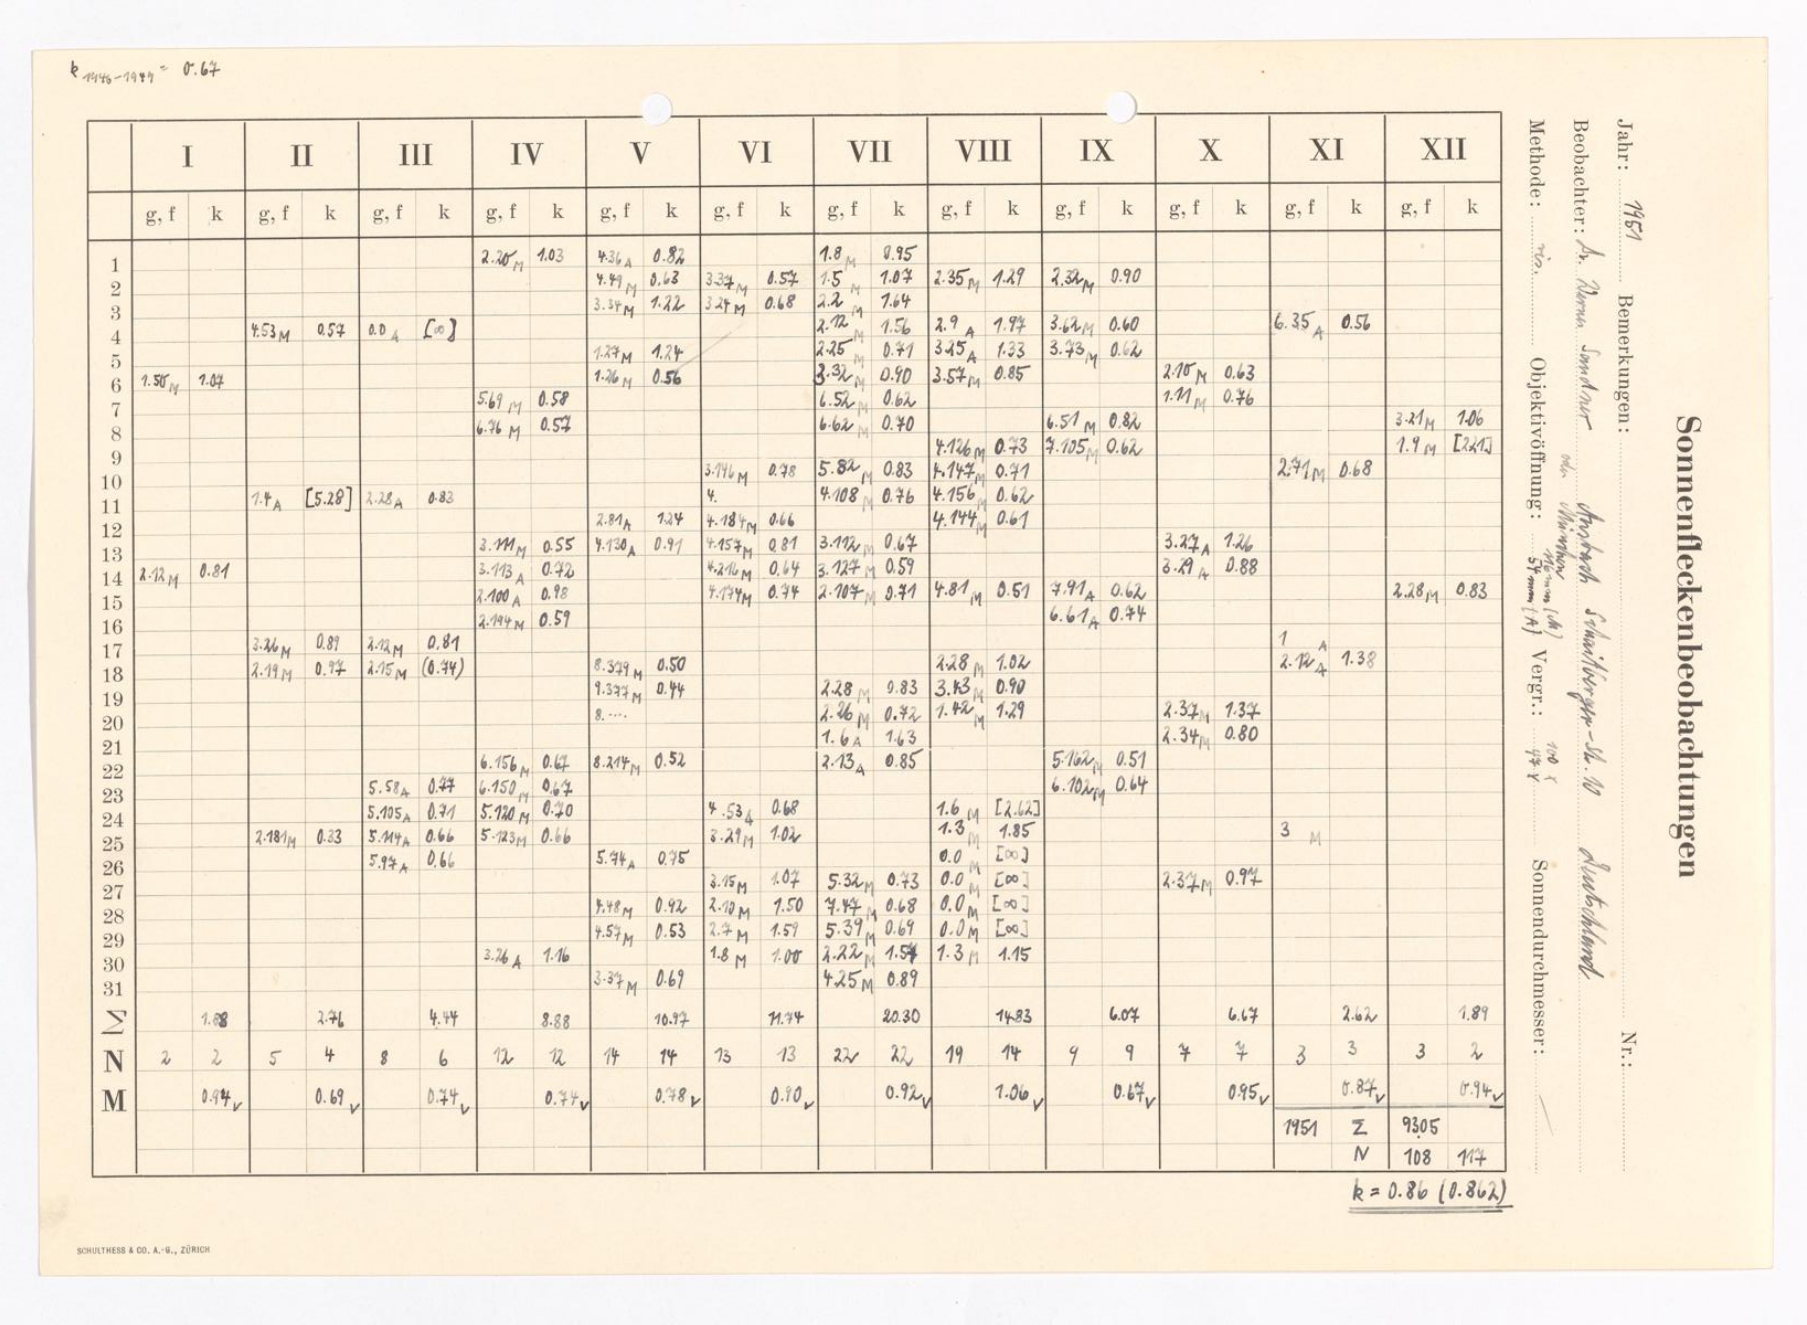 k 1946-1949 = 0.67
I II III IV V VI VII VIII IX X XI XII
g, f k g, f k g, f k g, f k g, f k g, f k g, f k g, f k g, f k g, f k g, f k g, f k
1 2.20 M 1.03 4.36 A 0.82 1.8 M 0.95
2 4.49 M 0.63 3.37 M 0.57 1.5 M 1.07 2.35 M 1.29 2.32 M 0.90
3 3.34 M 1.22 3.24 M 0.68 2.2 M 1.64
4 4.53 M 0.57 0.0 A [∞] 2.12 M 1.56 2.9 A 1.97 3.62 M 0.60 6.35 A 0.56
5 1.27 M 1.24 2.25 M 0.71 3.25 A 1.33 3.73 M 0.62
6 1.50 M 1.07 1.26 M 0.56 3.32 M 0.90 3.57 M 0.85 2.10 M 0.63
7 5.69 M 0.58 6.52 M 0.62 1.11 M 0.76
8 6.76 M 0.57 6.62 M 0.70 6.51 M 0.82 3.21 M 1.06
9 4.126 M 0.73 7.105 M 0.62 1.9 M [2.21]
10 3.146 M 0.78 5.82 M 0.83 4.147 M 0.71 2.71 M 0.68
11 1.4 A [5.28] 2.28 A 0.83 4. 4.108 M 0.76 4.156 M 0.62
12 2.81 A 1.24 4.184 M 0.66 4.144 M 0.61
13 3.111 M 0.55 4.130 A 0.91 4.157 M 0.81 3.112 M 0.67 3.27 A 1.26
14 2.12 M 0.81 3.113 A 0.72 4.216 M 0.64 3.127 M 0.59 3.29 A 0.88
15 2.100 A 0.98 4.174 M 0.74 2.107 M 0.71 4.81 M 0.51 7.91 A 0.62 2.28 M 0.83
16 2.194 M 0.59 6.61 A 0.74
17 3.26 M 0.89 2.12 M 0.81 1 A
18 2.19 M 0.97 2.15 M (0.74) 8.379 M 0.50 2.28 M 1.02 2.12 A 1.38
19 9.377 M 0.44 2.28 M 0.83 3.43 M 0.90
20 8. .... 2.26 M 0.72 1.42 M 1.29 2.37 M 1.37
21 1.6 A 1.63 2.34 M 0.80
22 6.156 M 0.67 8.214 M 0.52 2.13 A 0.85 5.162 M 0.51
23 5.58 A 0.77 6.150 M 0.67 6.102 M 0.64
24 5.105 A 0.71 5.120 M 0.70 4.53 A 0.68 1.6 M [2.62]
25 2.181 M 0.33 5.114 A 0.66 5.123 M 0.66 3.29 M 1.02 1.3 M 1.85 3 M
26 5.97 A 0.66 5.74 A 0.75 0.0 M [∞]
27 3.15 M 1.07 5.32 M 0.73 0.0 M [∞] 2.37 M 0.97
28 4.48 M 0.92 2.10 M 1.50 7.47 M 0.68 0.0 M [∞]
29 4.57 M 0.53 2.7 M 1.59 5.39 M 0.69 0.0 M [∞]
30 3.26 A 1.16 1.8 M 1.00 2.22 M 1.54 1.3 M 1.15
31 3.37 M 0.69 4.25 M 0.89
Σ 1.88 2.76 4.44 8.88 10.97 11.74 20.30 14.83 6.07 6.67 2.62 1.89
N 2 2 5 4 8 6 12 12 14 14 13 13 22 22 19 14 9 9 7 7 3 3 3 2
M 0.94 0.69 0.74 0.74 0.78 0.90 0.92 1.06 0.67 0.95 0.87 0.94
1951 Σ 93.05
N 108 117
k = 0.86 (0.862)
SCHULTHESS & CO. A.-G., ZÜRICH
Sonnenfleckenbeobachtungen
Jahr: 1951 Bemerkungen: Nr.:
Beobachter: Dr. Werner Sandner Ansbach Schaitberger-St. 10 Deutschland
oder München
Methode: vis. Objektivöffnung: 54 mm (A) Vergr.: 47 x Sonnendurchmesser:
116 mm (M) 100 x